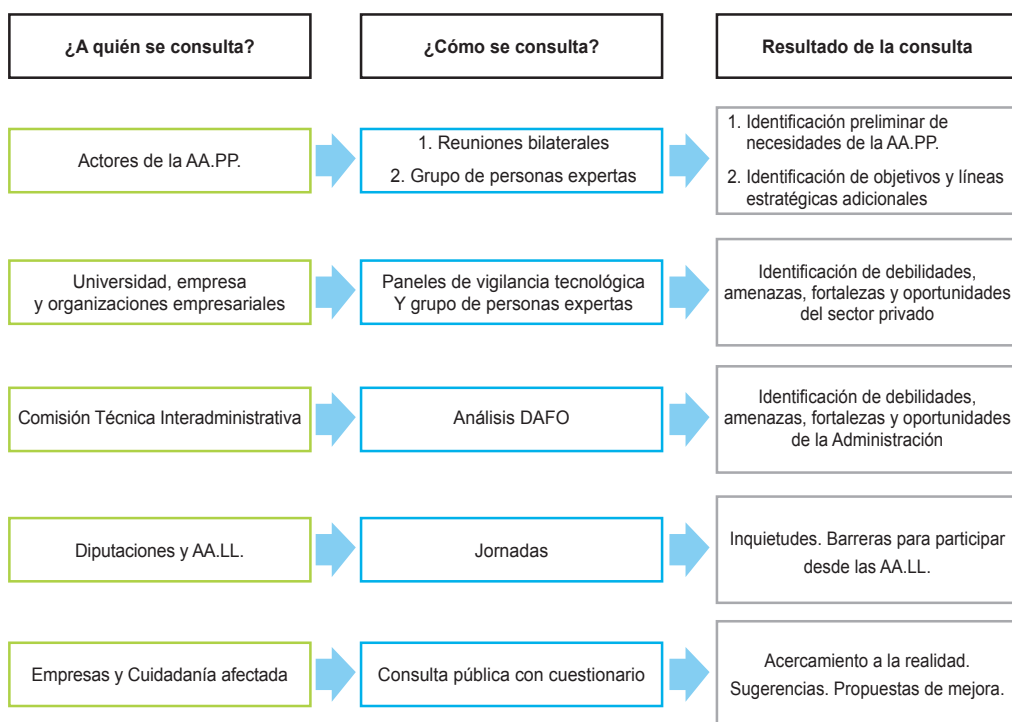 ¿A quién se consulta?
¿Cómo se consulta?
Resultado de la consulta
Actores de la AA.PP.
1. Reuniones bilaterales
2. Grupo de personas expertas
1. Identificación preliminar de
necesidades de la AA.PP.
2. Identificación de objetivos y líneas
estratégicas adicionales
Universidad, empresa
y organizaciones empresariales
Paneles de vigilancia tecnológica
Y grupo de personas expertas
Identificación de debilidades,
amenazas, fortalezas y oportunidades
del sector privado
Comisión Técnica Interadministrativa
Análisis DAFO
Identificación de debilidades,
amenazas, fortalezas y oportunidades
de la Administración
Diputaciones y AA.LL.
Jornadas
Inquietudes. Barreras para participar
desde las AA.LL.
Empresas y Cuidadanía afectada
Consulta pública con cuestionario
Acercamiento a la realidad.
Sugerencias. Propuestas de mejora.